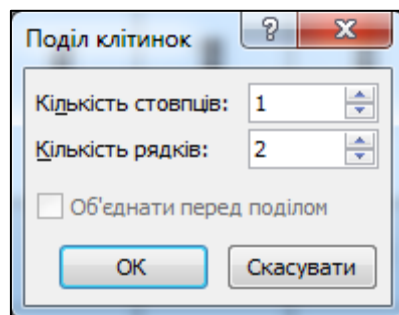 Поділ клітинок ? X
Кількість стовпців: 1
Кількість рядків: 2
Об'єднати перед поділом
ОК Скасувати